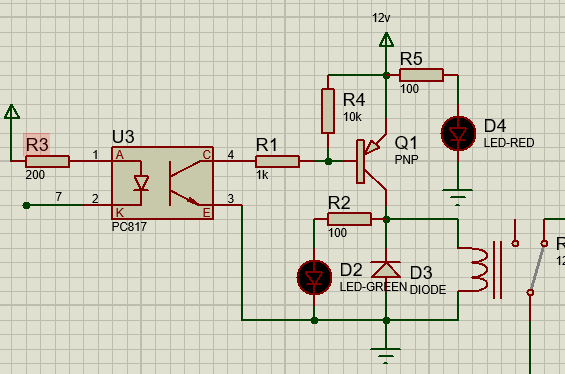 12v
R5
100
R4
10k
R3
200
U3
1
A
C
4
R1
1k
Q1
PNP
D4
LED-RED
7
2
K
E
3
PC817
R2
100
D2
LED-GREEN
D3
DIODE
R
12